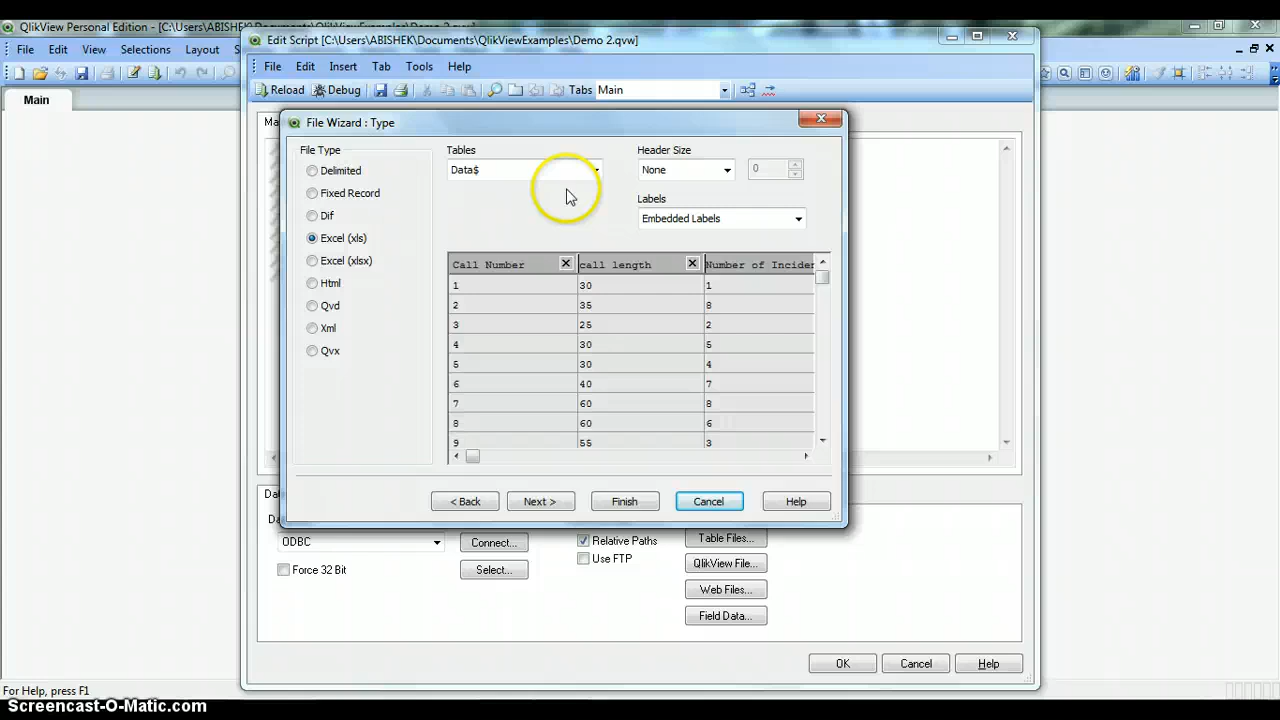 QlikView Personal Edition - [C:\Users\ABISHEK\Documents\QlikViewExamples\Demo 2.qvw]
File Edit View Selections Layout
Main
Edit Script [C:\Users\ABISHEK\Documents\QlikViewExamples\Demo 2.qvw]
File Edit Insert Tab Tools Help
Reload Debug Tabs Main
File Wizard : Type
File Type
Delimited
Fixed Record
Dif
Excel (xls)
Excel (xlsx)
Html
Qvd
Xml
Qvx
Tables
Data$
Header Size
None 0
Labels
Embedded Labels
Call Number call length Number of Inciden
1 30 1
2 35 8
3 25 2
4 30 5
5 30 4
6 40 7
7 60 8
8 60 6
9 55 3
< Back Next > Finish Cancel Help
ODBC Connect...
Force 32 Bit Select...
Relative Paths
Use FTP
Table Files...
QlikView File...
Web Files...
Field Data...
OK Cancel Help
For Help, press F1
Screencast-O-Matic.com